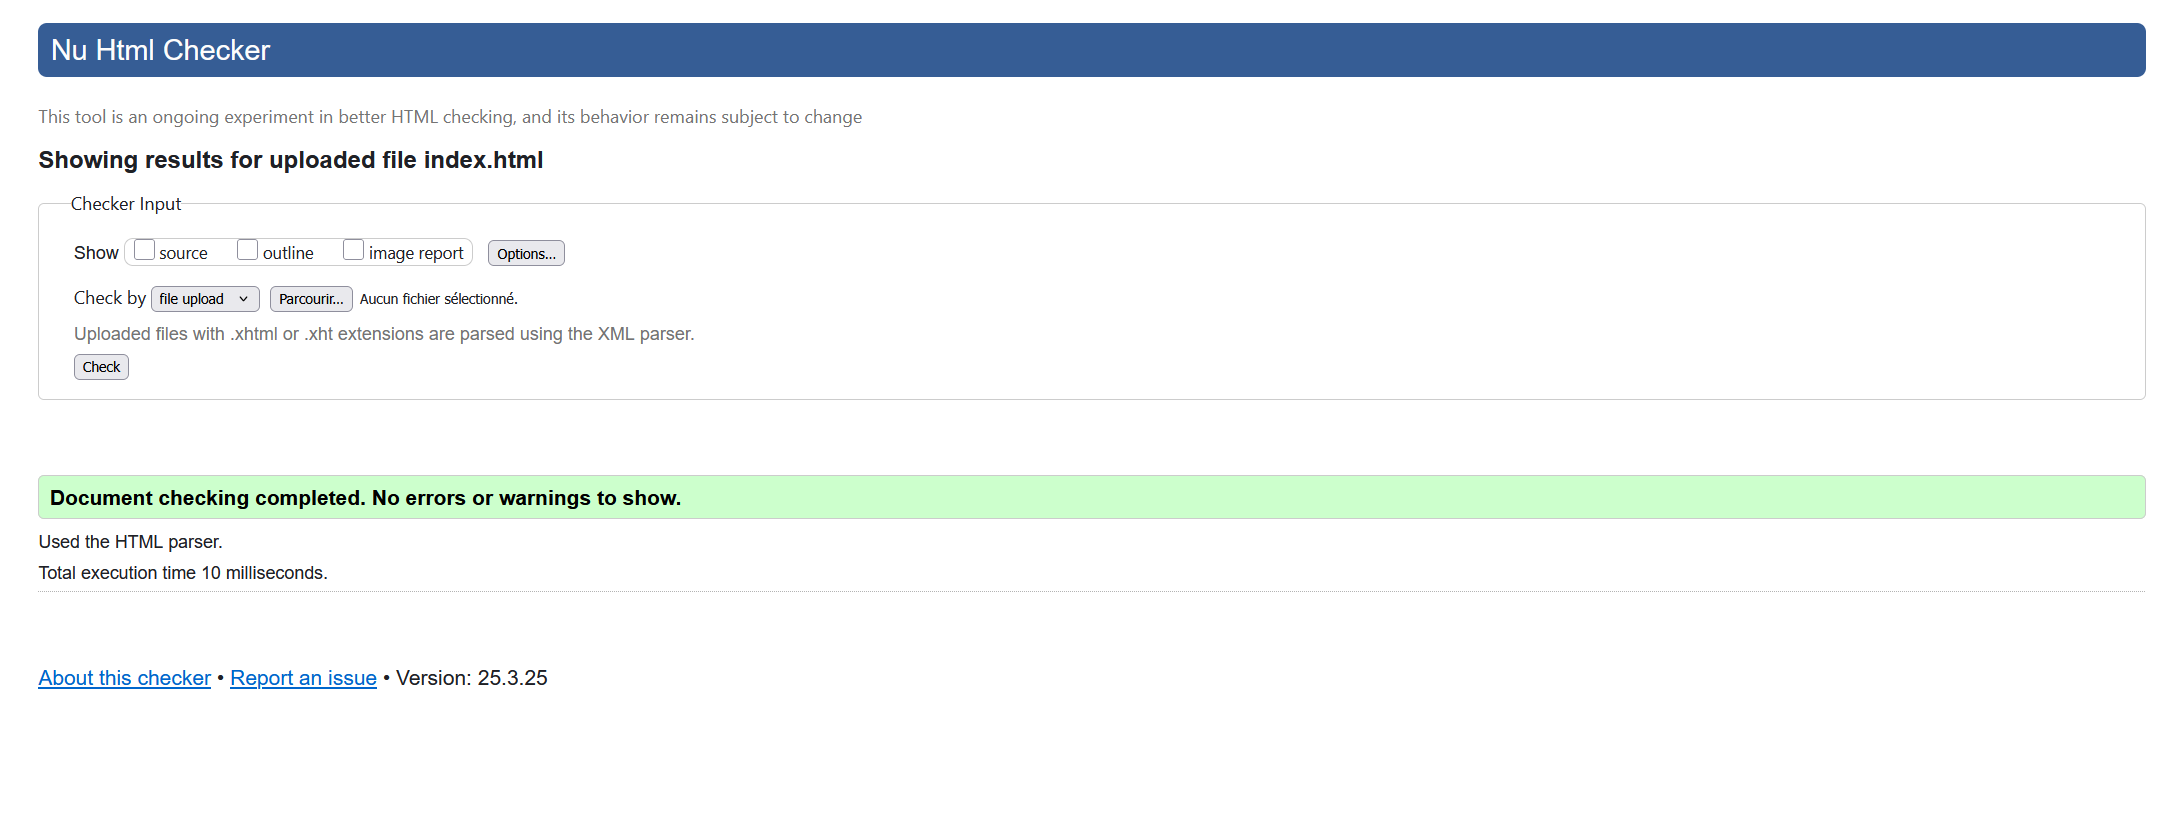 Nu Html Checker
This tool is an ongoing experiment in better HTML checking, and its behavior remains subject to change
Showing results for uploaded file index.html
Checker Input
Show source outline image report Options...
Check by file upload Parcourir... Aucun fichier sélectionné.
Uploaded files with .xhtml or .xht extensions are parsed using the XML parser.
Check
Document checking completed. No errors or warnings to show.
Used the HTML parser.
Total execution time 10 milliseconds.
About this checker • Report an issue • Version: 25.3.25